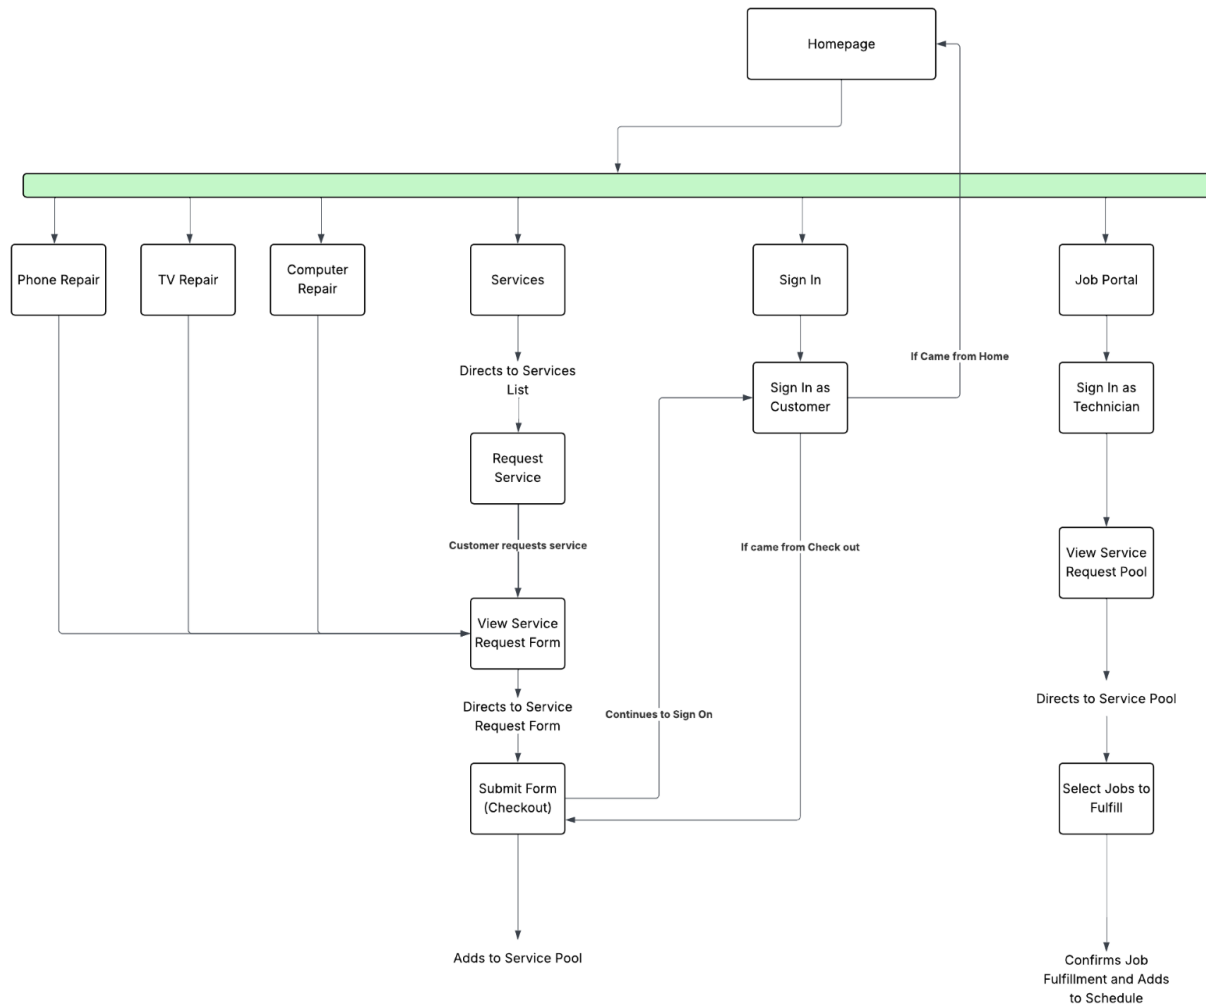 Homepage
Phone Repair
TV Repair
Computer
Repair
Services
Sign In
Job Portal
If Came from Home
Directs to Services
List
Sign In as
Customer
Sign In as
Technician
Request
Service
Customer requests service
If came from Check out
View Service
Request Pool
View Service
Request Form
Directs to Service
Request Form
Continues to Sign On
Directs to Service Pool
Submit Form
(Checkout)
Select Jobs to
Fulfill
Adds to Service Pool
Confirms Job
Fulfillment and Adds
to Schedule